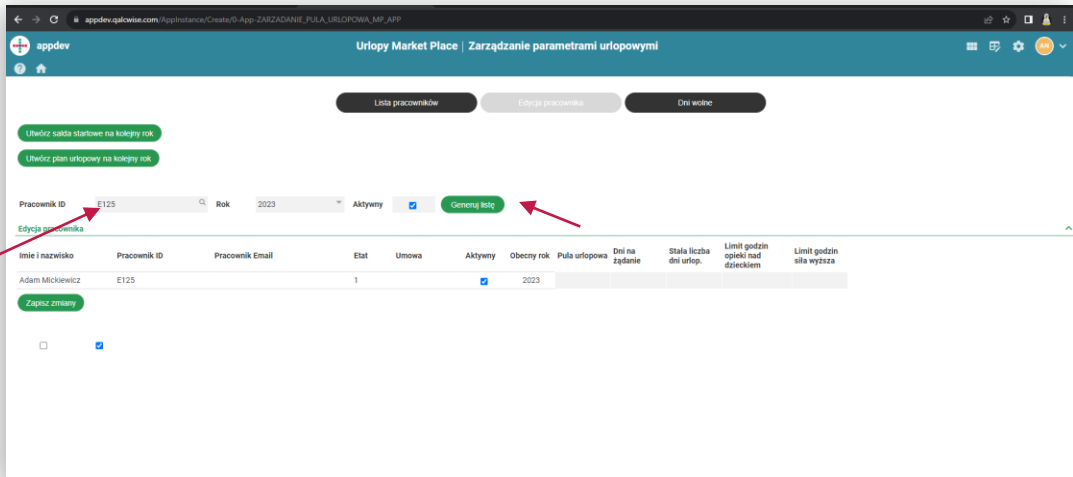 appdev.qalcwise.com/AppInstance/Create/0-App-ZARZADANIE_PULA_URLOPOWA_MP_APP
appdev
Urlopy Market Place | Zarządzanie parametrami urlopowymi
AN
Lista pracowników Edycja pracownika Dni wolne
Utwórz salda startowe na kolejny rok
Utwórz plan urlopowy na kolejny rok
Pracownik ID E125 Rok 2023 Aktywny Generuj listę
Edycja pracownika
Imie i nazwisko Pracownik ID Pracownik Email Etat Umowa Aktywny Obecny rok Pula urlopowa Dni na żądanie Stała liczba dni urlop. Limit godzin opieki nad dzieckiem Limit godzin siła wyższa
Adam Mickiewicz E125 1 2023
Zapisz zmiany